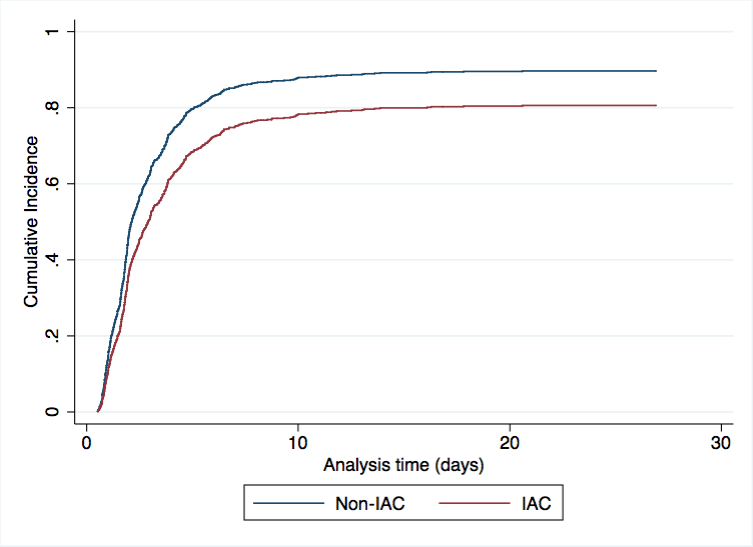 Cumulative Incidence
1
.8
.6
.4
.2
0
0 10 20 30
Analysis time (days)
Non-IAC IAC